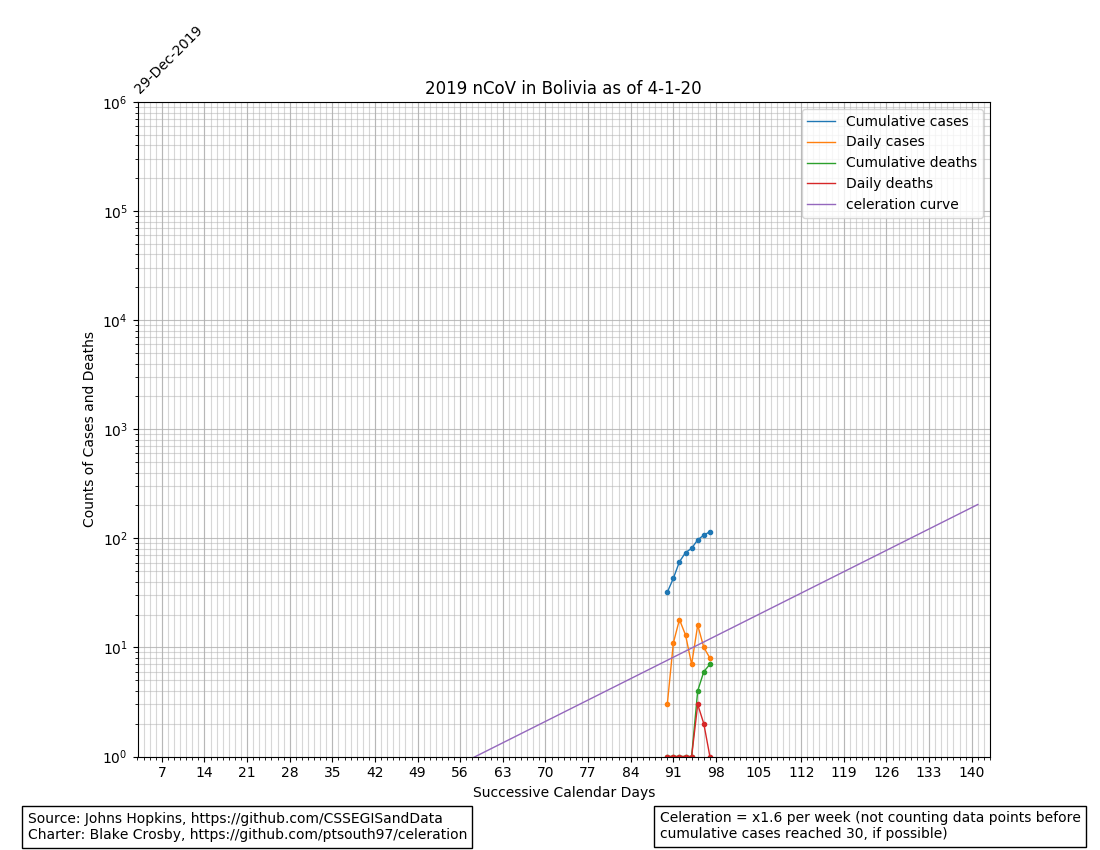 29-Dec-2019
2019 nCoV in Bolivia as of 4-1-20
Cumulative cases
Daily cases
Cumulative deaths
Daily deaths
celeration curve
10^6
10^5
10^4
10^3
10^2
10^1
10^0
Counts of Cases and Deaths
7 14 21 28 35 42 49 56 63 70 77 84 91 98 105 112 119 126 133 140
Successive Calendar Days
Source: Johns Hopkins, https://github.com/CSSEGISandData
Charter: Blake Crosby, https://github.com/ptsouth97/celeration
Celeration = x1.6 per week (not counting data points before
cumulative cases reached 30, if possible)